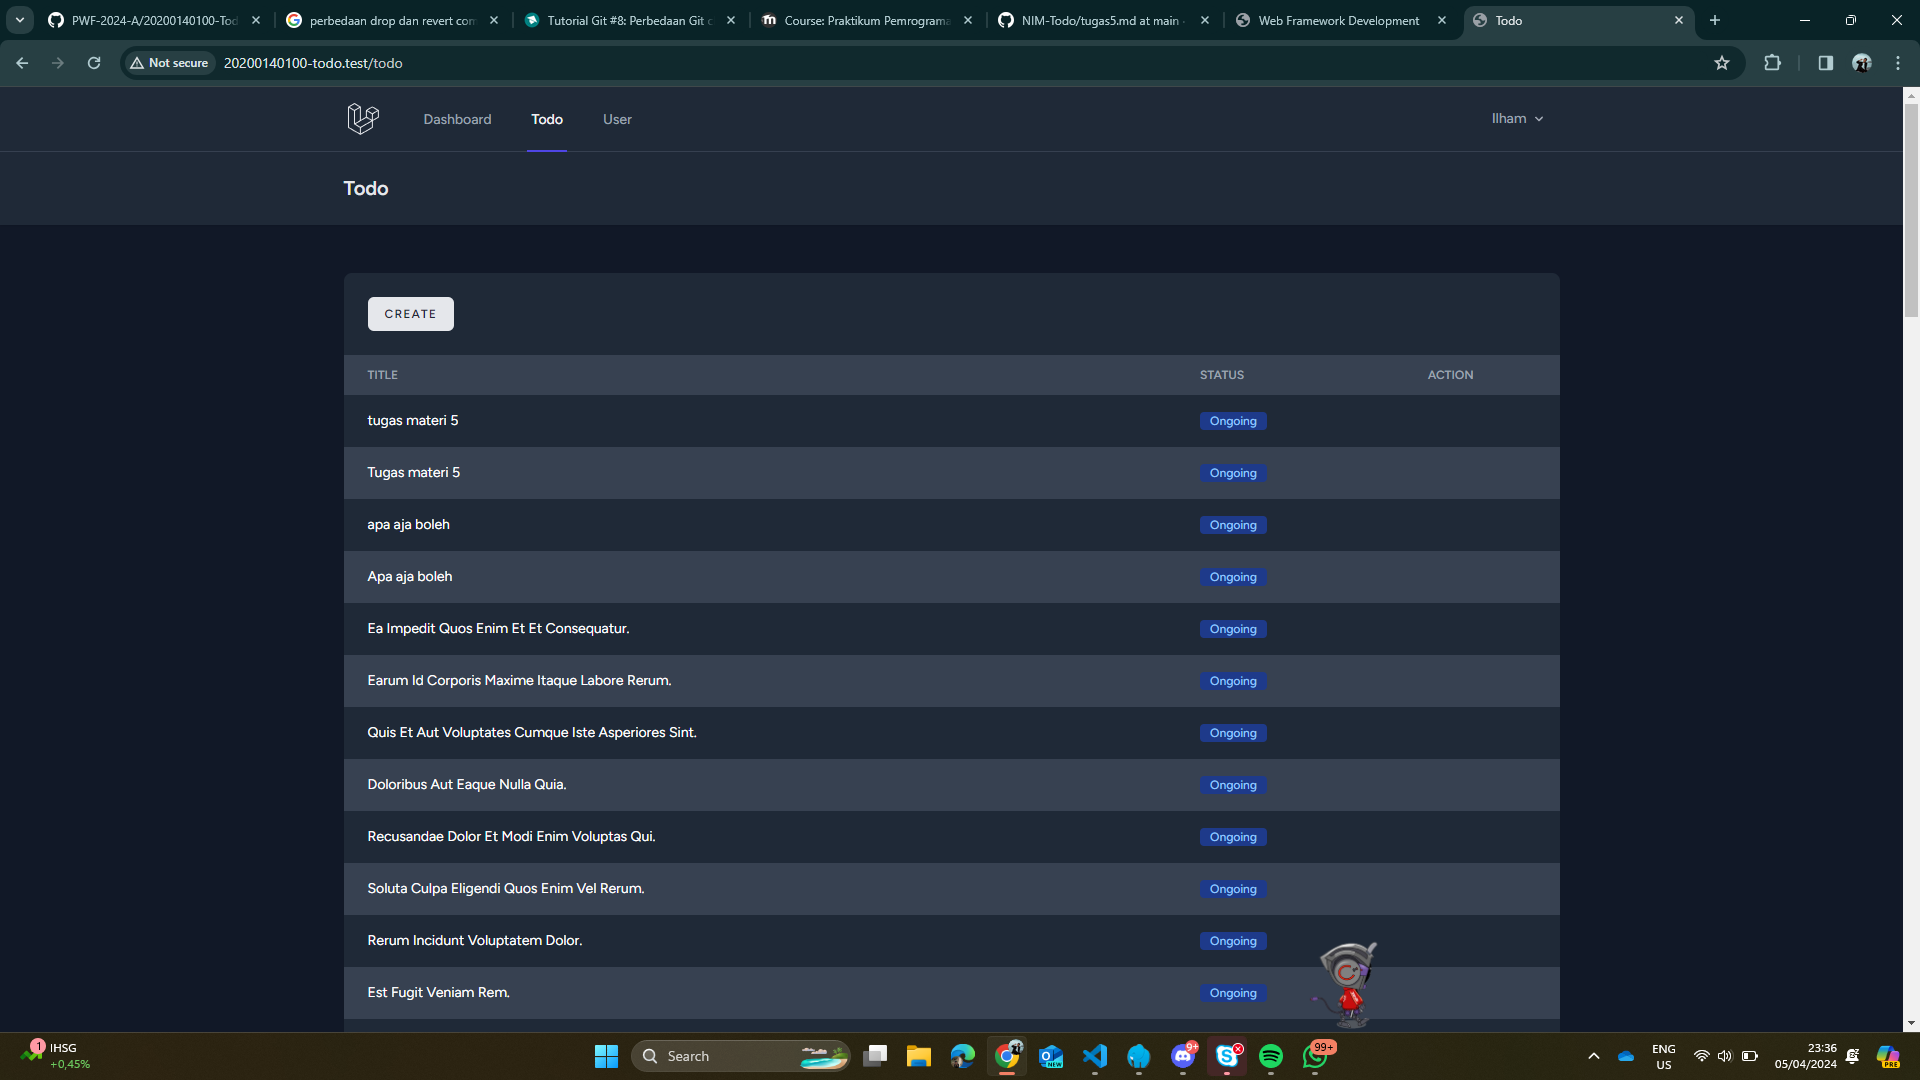 PWF-2024-A/20200140100-Tod
perbedaan drop dan revert com
Tutorial Git #8: Perbedaan Git c
Course: Praktikum Pemrograma
NIM-Todo/tugas5.md at main ·
Web Framework Development
Todo
Not secure
20200140100-todo.test/todo
Dashboard
Todo
User
Ilham
Todo
CREATE
TITLE STATUS ACTION
tugas materi 5 Ongoing
Tugas materi 5 Ongoing
apa aja boleh Ongoing
Apa aja boleh Ongoing
Ea Impedit Quos Enim Et Et Consequatur. Ongoing
Earum Id Corporis Maxime Itaque Labore Rerum. Ongoing
Quis Et Aut Voluptates Cumque Iste Asperiores Sint. Ongoing
Doloribus Aut Eaque Nulla Quia. Ongoing
Recusandae Dolor Et Modi Enim Voluptas Qui. Ongoing
Soluta Culpa Eligendi Quos Enim Vel Rerum. Ongoing
Rerum Incidunt Voluptatem Dolor. Ongoing
Est Fugit Veniam Rem. Ongoing
1
IHSG
+0,45%
Search
NEW
9+
99+
ENG
US
23:36
05/04/2024
PRE